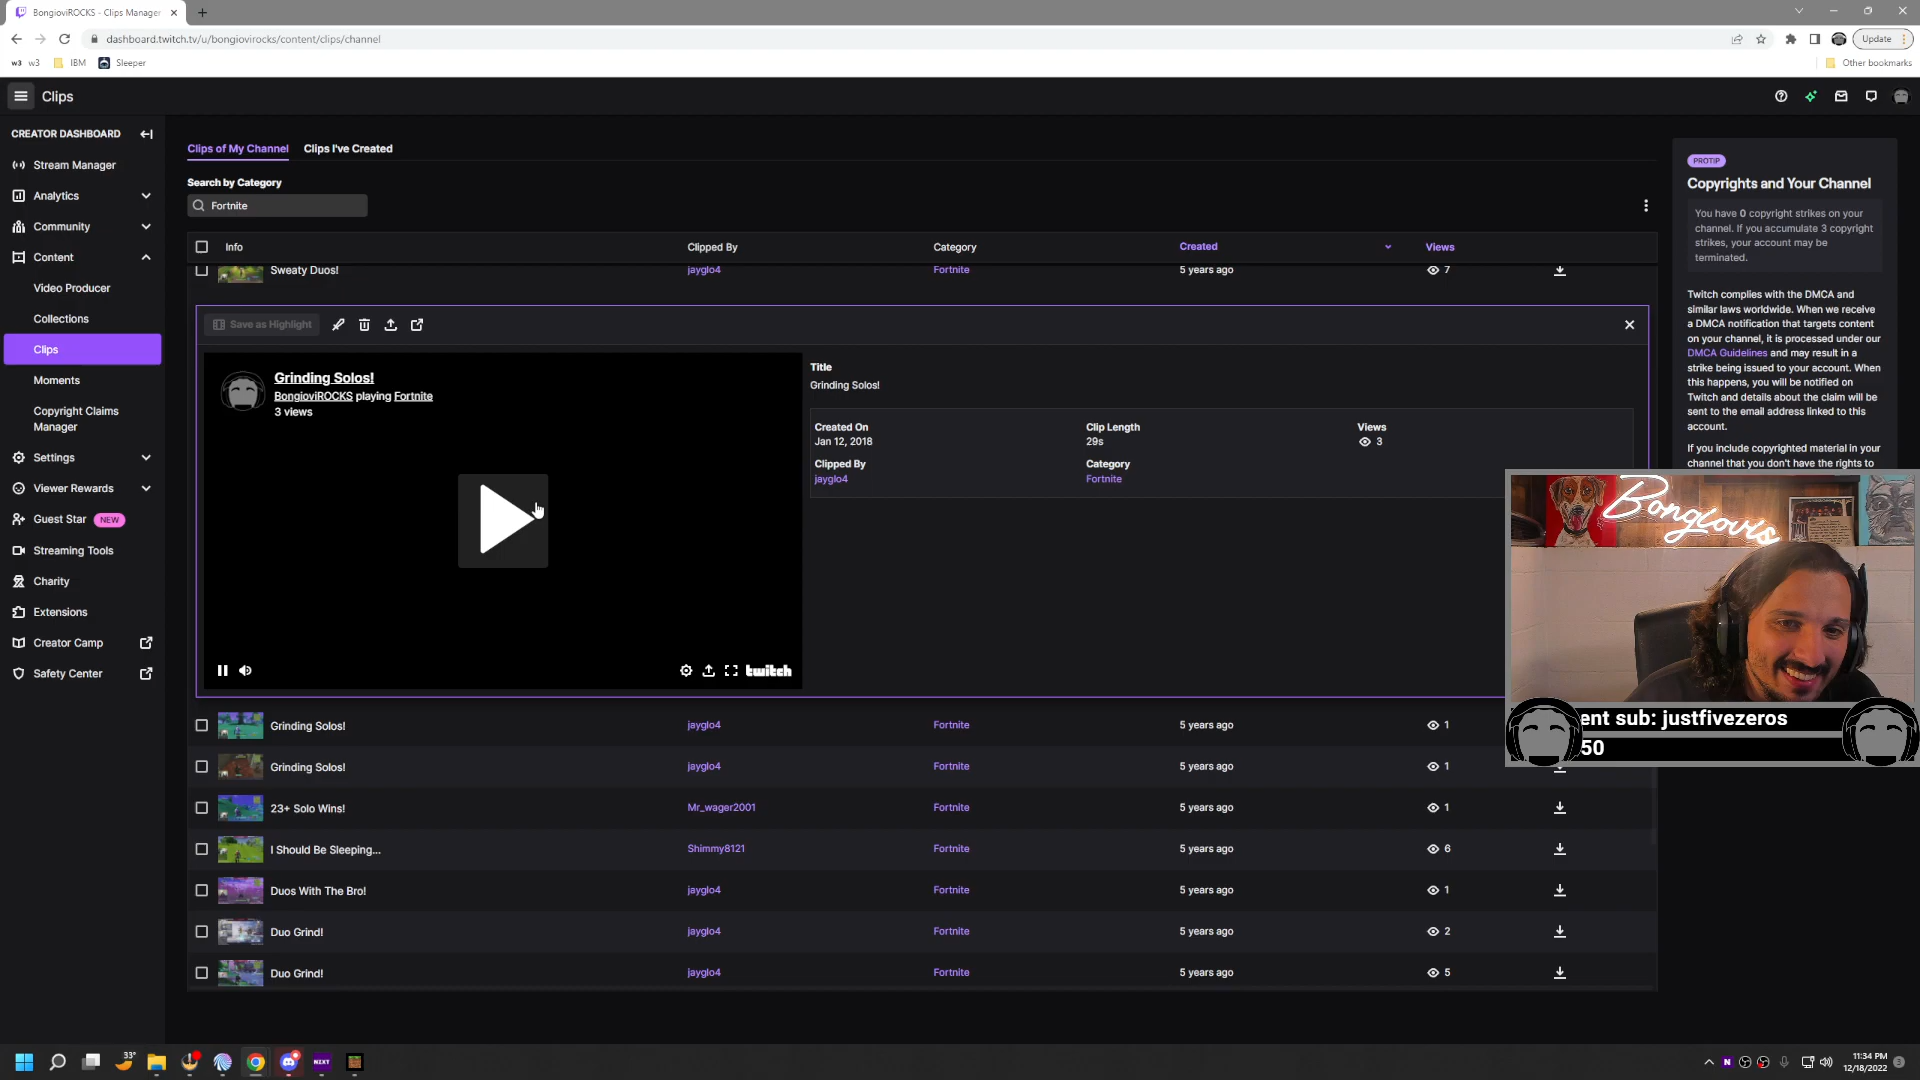 BongioviROCKS - Clips Manager
dashboard.twitch.tv/u/bongiovirocks/content/clips/channel
Update
w3 w3 IBM Sleeper
Other bookmarks
Clips
CREATOR DASHBOARD
Stream Manager
Analytics
Community
Content
Video Producer
Collections
Clips
Moments
Copyright Claims
Manager
Settings
Viewer Rewards
Guest Star NEW
Streaming Tools
Charity
Extensions
Creator Camp
Safety Center
Clips of My Channel Clips I've Created
Search by Category
Fortnite
Info Clipped By Category Created Views
Sweaty Duos! jayglo4 Fortnite 5 years ago 7
Save as Highlight
Grinding Solos!
BongioviROCKS playing Fortnite
3 views
twitch
Title
Grinding Solos!
Created On Clip Length Views
Jan 12, 2018 29s 3
Clipped By Category
jayglo4 Fortnite
Grinding Solos! jayglo4 Fortnite 5 years ago 1
Grinding Solos! jayglo4 Fortnite 5 years ago 1
23+ Solo Wins! Mr_wager2001 Fortnite 5 years ago 1
I Should Be Sleeping... Shimmy8121 Fortnite 5 years ago 6
Duos With The Bro! jayglo4 Fortnite 5 years ago 1
Duo Grind! jayglo4 Fortnite 5 years ago 2
Duo Grind! jayglo4 Fortnite 5 years ago 5
PROTIP
Copyrights and Your Channel
You have 0 copyright strikes on your
channel. If you accumulate 3 copyright
strikes, your account may be
terminated.
Twitch complies with the DMCA and
similar laws worldwide. When we receive
a DMCA notification that targets content
on your channel, it is processed under our
DMCA Guidelines and may result in a
strike being issued to your account. When
this happens, you will be notified on
Twitch and details about the claim will be
sent to the email address linked to this
account.
If you include copyrighted material in your
channel that you don't have the rights to
Bongiovis
ent sub: justfivezeros
50
33°
NZXT
N
11:34 PM
12/18/2022
3